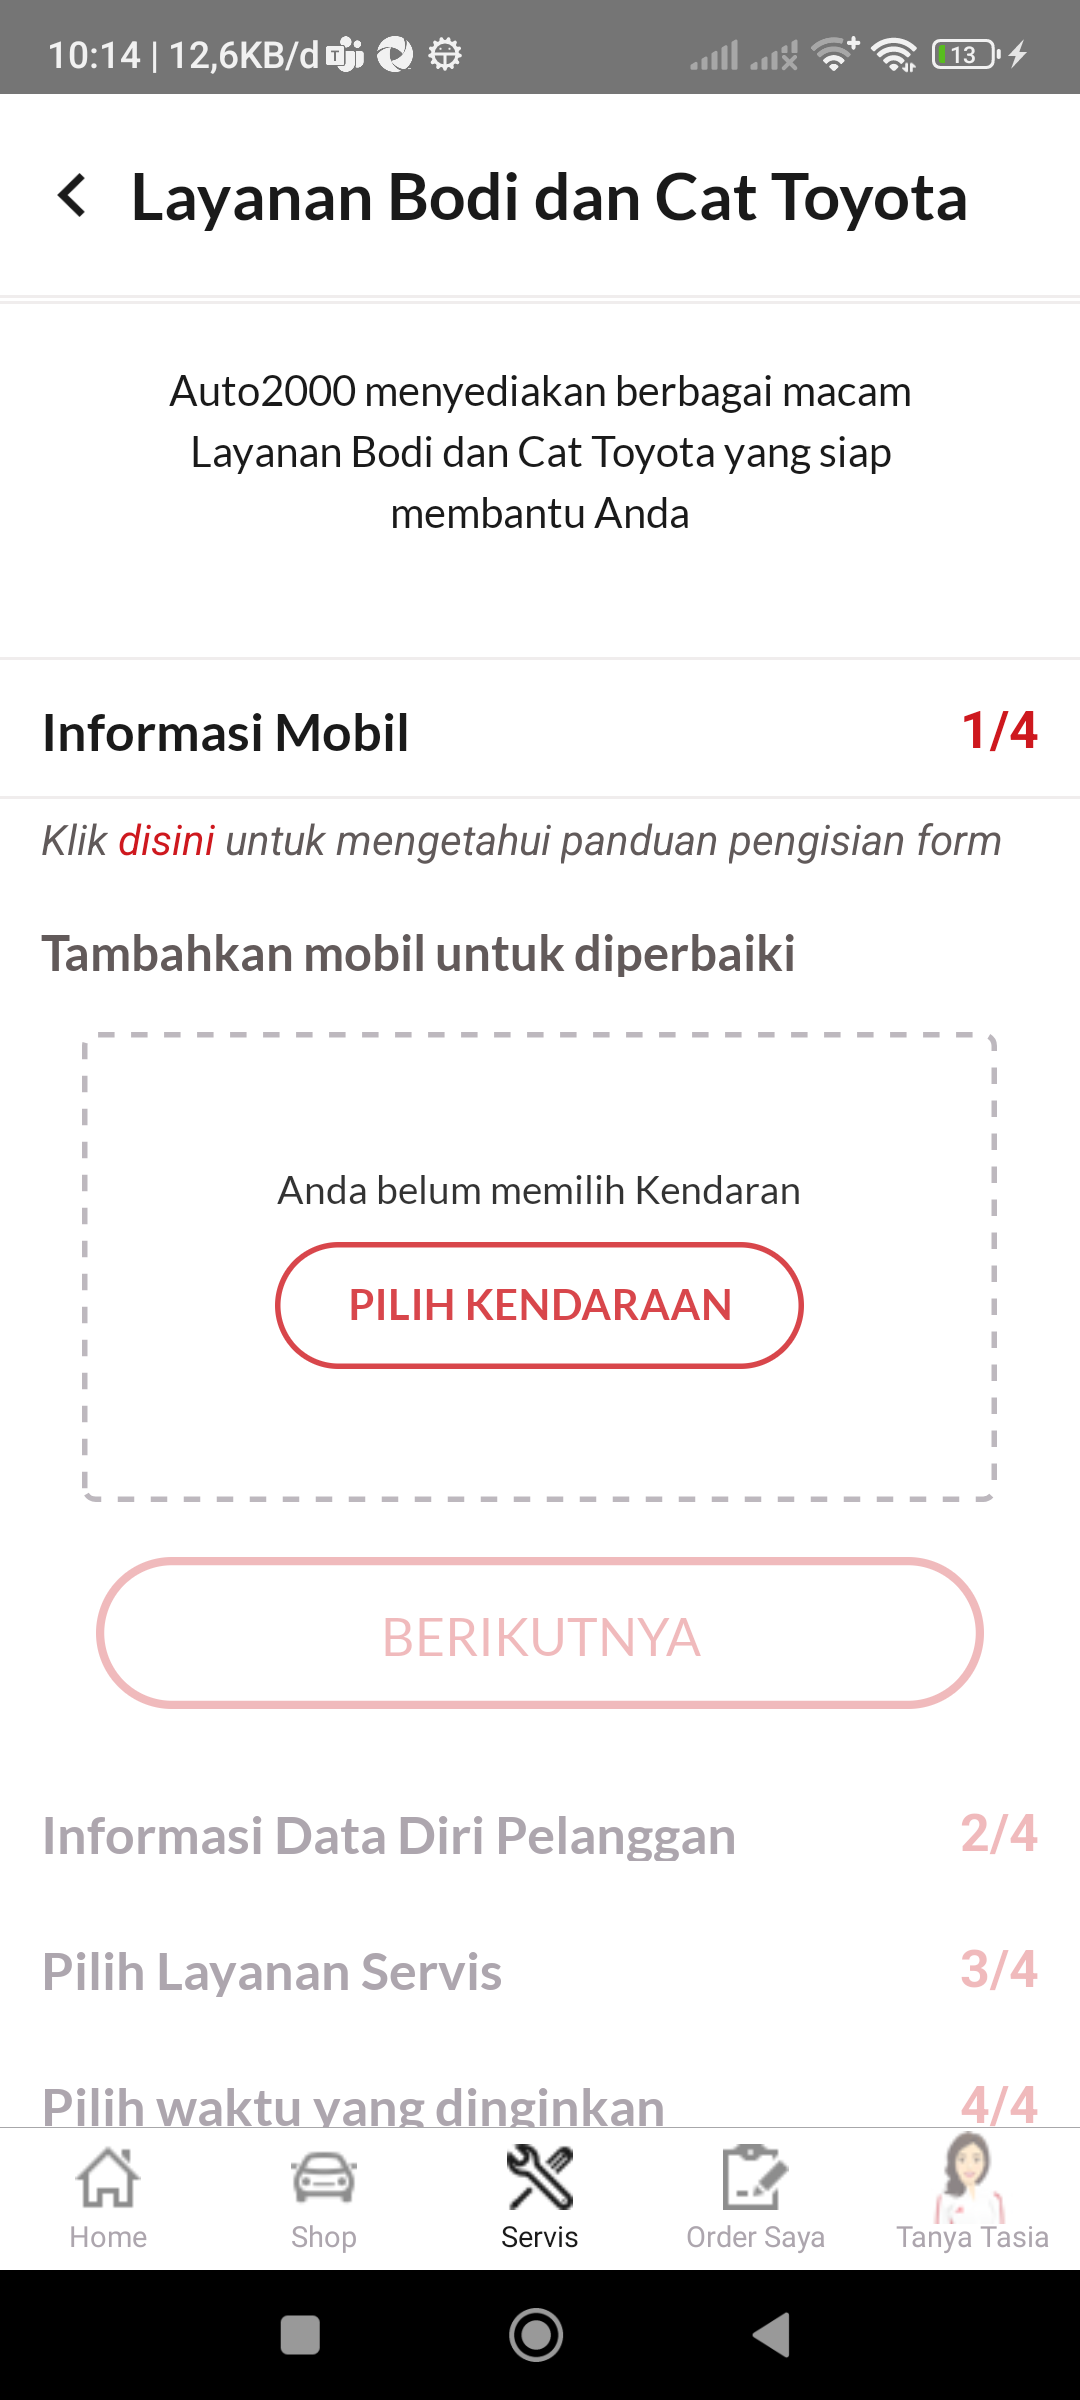 10:14 | 12,6KB/d
13
Layanan Bodi dan Cat Toyota
Auto2000 menyediakan berbagai macam
Layanan Bodi dan Cat Toyota yang siap
membantu Anda
Informasi Mobil 1/4
Klik disini untuk mengetahui panduan pengisian form
Tambahkan mobil untuk diperbaiki
Anda belum memilih Kendaran
PILIH KENDARAAN
BERIKUTNYA
Informasi Data Diri Pelanggan 2/4
Pilih Layanan Servis 3/4
Pilih waktu yang dinginkan 4/4
Home Shop Servis Order Saya Tanya Tasia